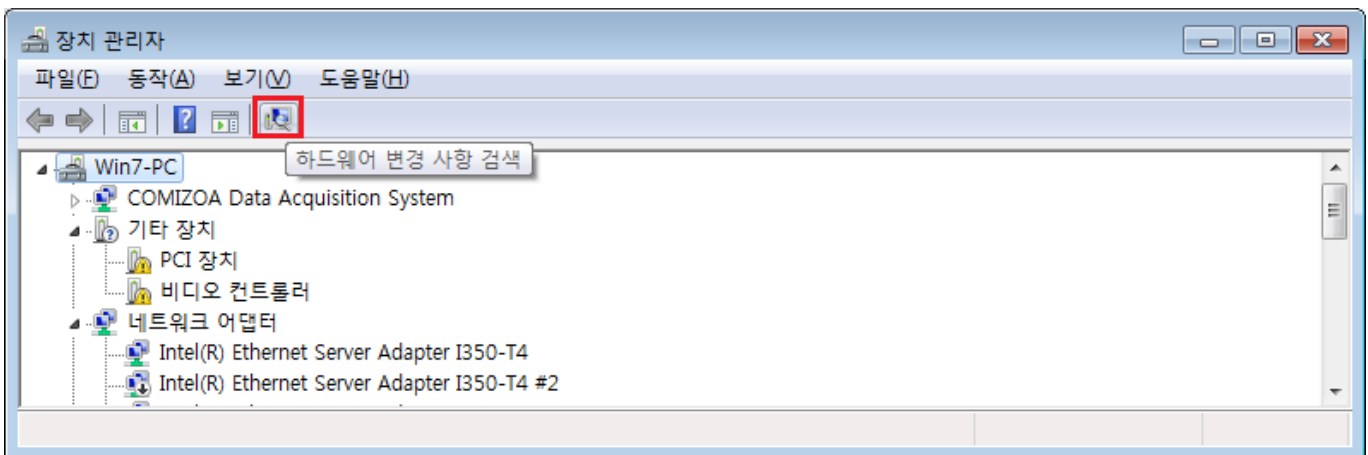 장치 관리자
파일(F) 동작(A) 보기(V) 도움말(H)
하드웨어 변경 사항 검색
Win7-PC
COMIZOA Data Acquisition System
기타 장치
PCI 장치
비디오 컨트롤러
네트워크 어댑터
Intel(R) Ethernet Server Adapter I350-T4
Intel(R) Ethernet Server Adapter I350-T4 #2